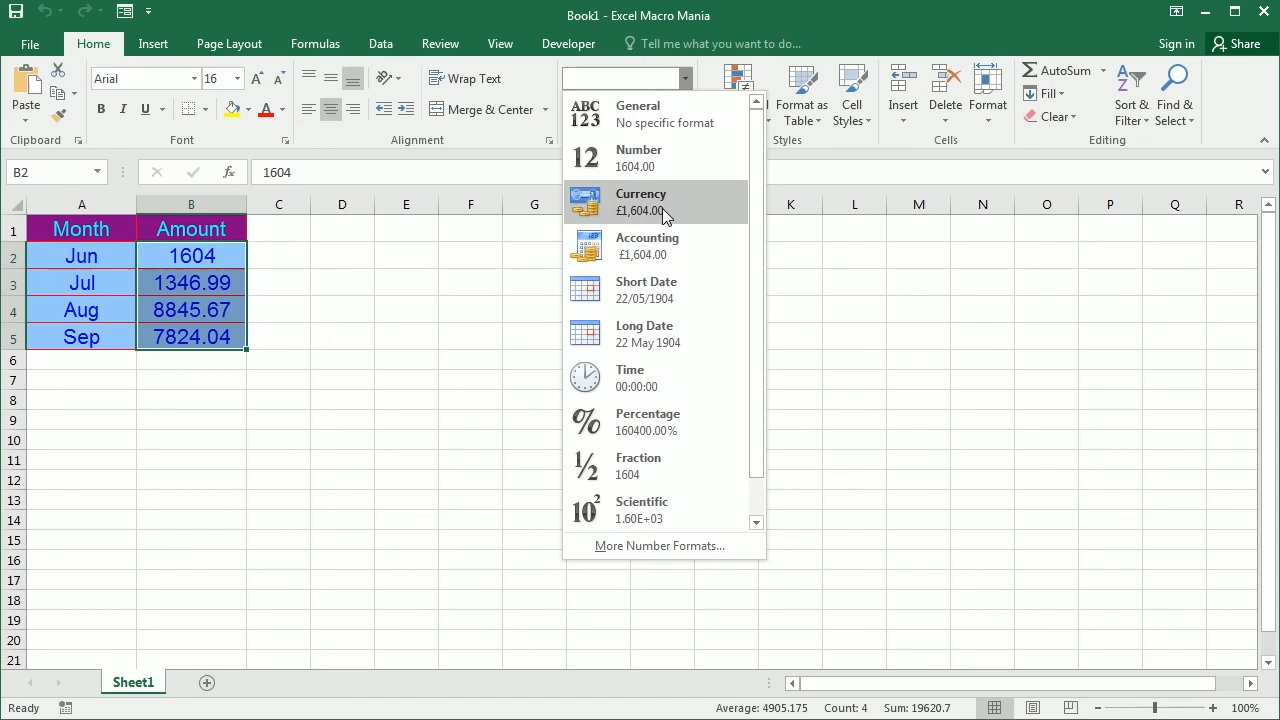 Book1 - Excel Macro Mania
File Home Insert Page Layout Formulas Data Review View Developer Tell me what you want to do... Sign in Share
Paste
Clipboard
Arial 16
B I U A
Font
Wrap Text
Merge & Center
Alignment
Format as Table
Cell Styles
Styles
Insert Delete Format
Cells
AutoSum
Fill
Clear
Sort & Filter
Find & Select
Editing
B2 fx 1604
A B C D E F G K L M N O P Q R
1 Month Amount
2 Jun 1604
3 Jul 1346.99
4 Aug 8845.67
5 Sep 7824.04
6
7
8
9
10
11
12
13
14
15
16
17
18
19
20
21
ABC 123 General
No specific format
12 Number
1604.00
Currency
£1,604.00
Accounting
£1,604.00
Short Date
22/05/1904
Long Date
22 May 1904
Time
00:00:00
% Percentage
160400.00%
½ Fraction
1604
10² Scientific
1.60E+03
More Number Formats...
Sheet1
Ready Average: 4905.175 Count: 4 Sum: 19620.7 100%